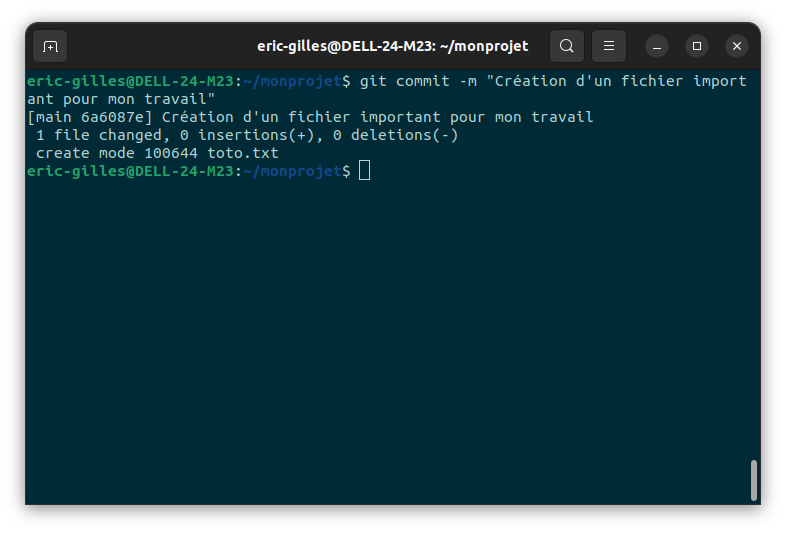 eric-gilles@DELL-24-M23: ~/monprojet
eric-gilles@DELL-24-M23:~/monprojet$ git commit -m "Création d'un fichier import
ant pour mon travail"
[main 6a6087e] Création d'un fichier important pour mon travail
 1 file changed, 0 insertions(+), 0 deletions(-)
 create mode 100644 toto.txt
eric-gilles@DELL-24-M23:~/monprojet$